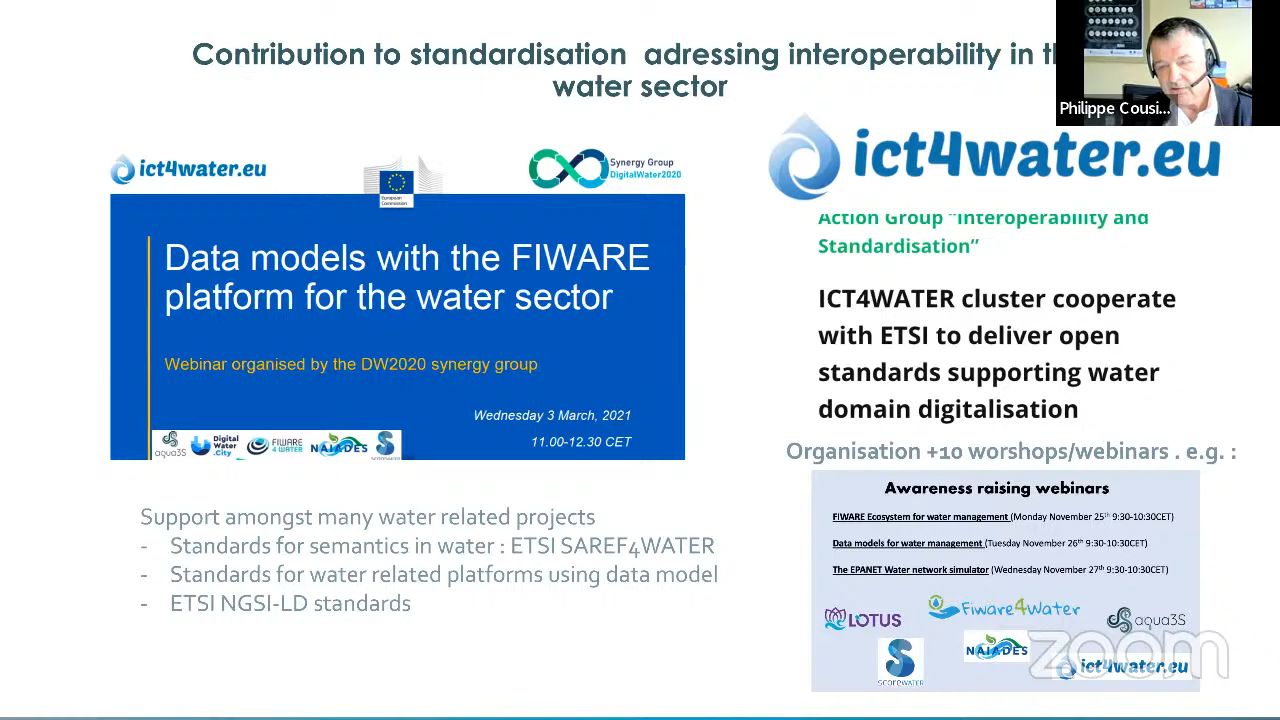 Contribution to standardisation adressing interoperability in
water sector
Philippe Cousi...
ict4water.eu
European
Commission
Synergy Group
DigitalWater2020
Data models with the FIWARE
platform for the water sector
Webinar organised by the DW2020 synergy group
Wednesday 3 March, 2021
11.00-12.30 CET
aqua3S
Digital
Water
.City
FIWARE
4 WATER
NAIADES
scorewater
Support amongst many water related projects
- Standards for semantics in water : ETSI SAREF4WATER
- Standards for water related platforms using data model
- ETSI NGSI-LD standards
ict4water.eu
Action Group "Interoperability and
Standardisation”
ICT4WATER cluster cooperate
with ETSI to deliver open
standards supporting water
domain digitalisation
Organisation +10 worshops/webinars . e.g. :
Awareness raising webinars
FIWARE Ecosystem for water management (Monday November 25th 9:30-10:30CET)
Data models for water management (Tuesday November 26th 9:30-10:30CET)
The EPANET Water network simulator (Wednesday November 27th 9:30-10:30CET)
LOTUS
Fiware4Water
aqua3S
scorewater
NAIADES
ict4water.eu
zoom